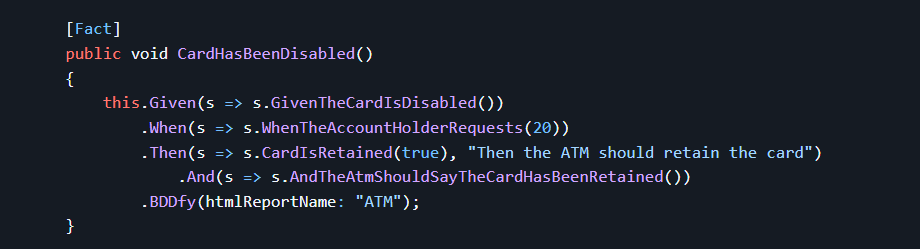 [Fact]
public void CardHasBeenDisabled()
{
    this.Given(s => s.GivenTheCardIsDisabled())
        .When(s => s.WhenTheAccountHolderRequests(20))
        .Then(s => s.CardIsRetained(true), "Then the ATM should retain the card")
            .And(s => s.AndTheAtmShouldSayTheCardHasBeenRetained())
        .BDDfy(htmlReportName: "ATM");
}